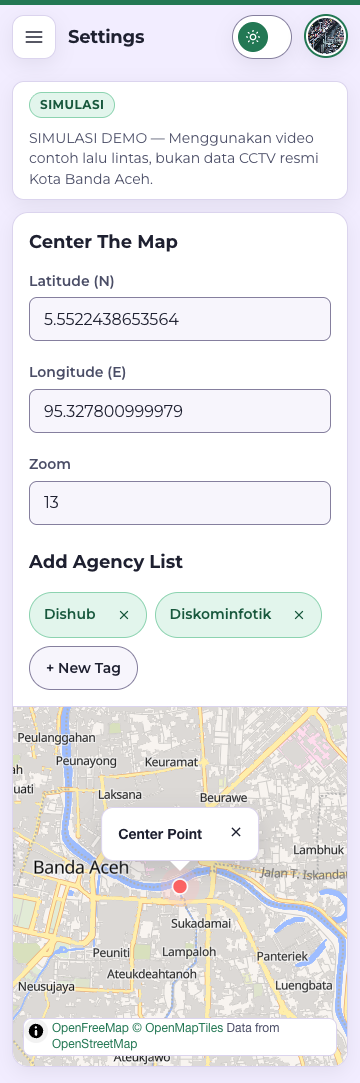 Settings
SIMULASI
SIMULASI DEMO — Menggunakan video
contoh lalu lintas, bukan data CCTV resmi
Kota Banda Aceh.
Center The Map
Latitude (N)
5.5522438653564
Longitude (E)
95.327800999979
Zoom
13
Add Agency List
Dishub ×
Diskominfotik ×
+ New Tag
Peulanggahan
Peunayong
Keuramat
ah
uati
Laksana
Beurawe
Center Point ×
Lambhuk
Banda Aceh
Jalan T. Iskandar
Sukadamai
Peuniti
Lampaloh
Panteriek
Ateukdeahtanoh
Neusujaya
Luengbata
OpenFreeMap © OpenMapTiles Data from
OpenStreetMap
Ateukjawo